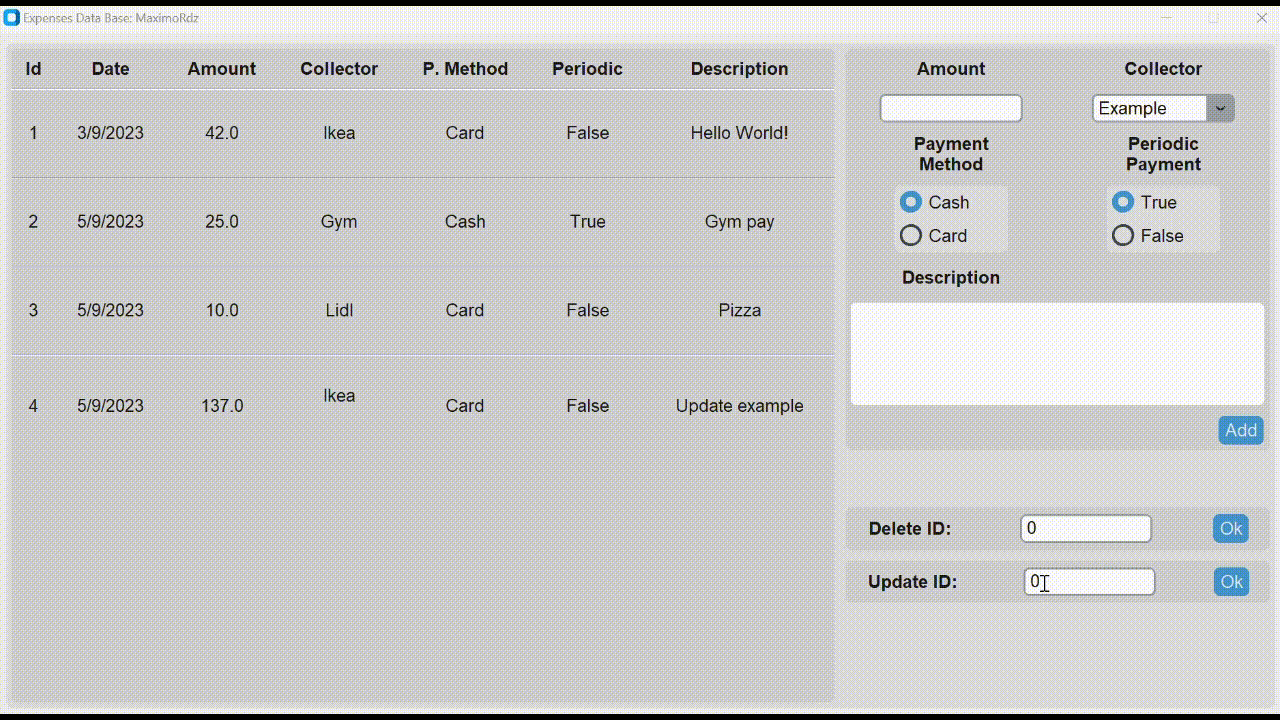 Expenses Data Base: MaximoRdz
Id Date Amount Collector P. Method Periodic Description
1 3/9/2023 42.0 Ikea Card False Hello World!
2 5/9/2023 25.0 Gym Cash True Gym pay
3 5/9/2023 10.0 Lidl Card False Pizza
4 5/9/2023 137.0 Ikea Card False Update example
Amount Collector
Example
Payment
Method
Periodic
Payment
Cash
Card
True
False
Description
Add
Delete ID: 0 Ok
Update ID: 0 Ok